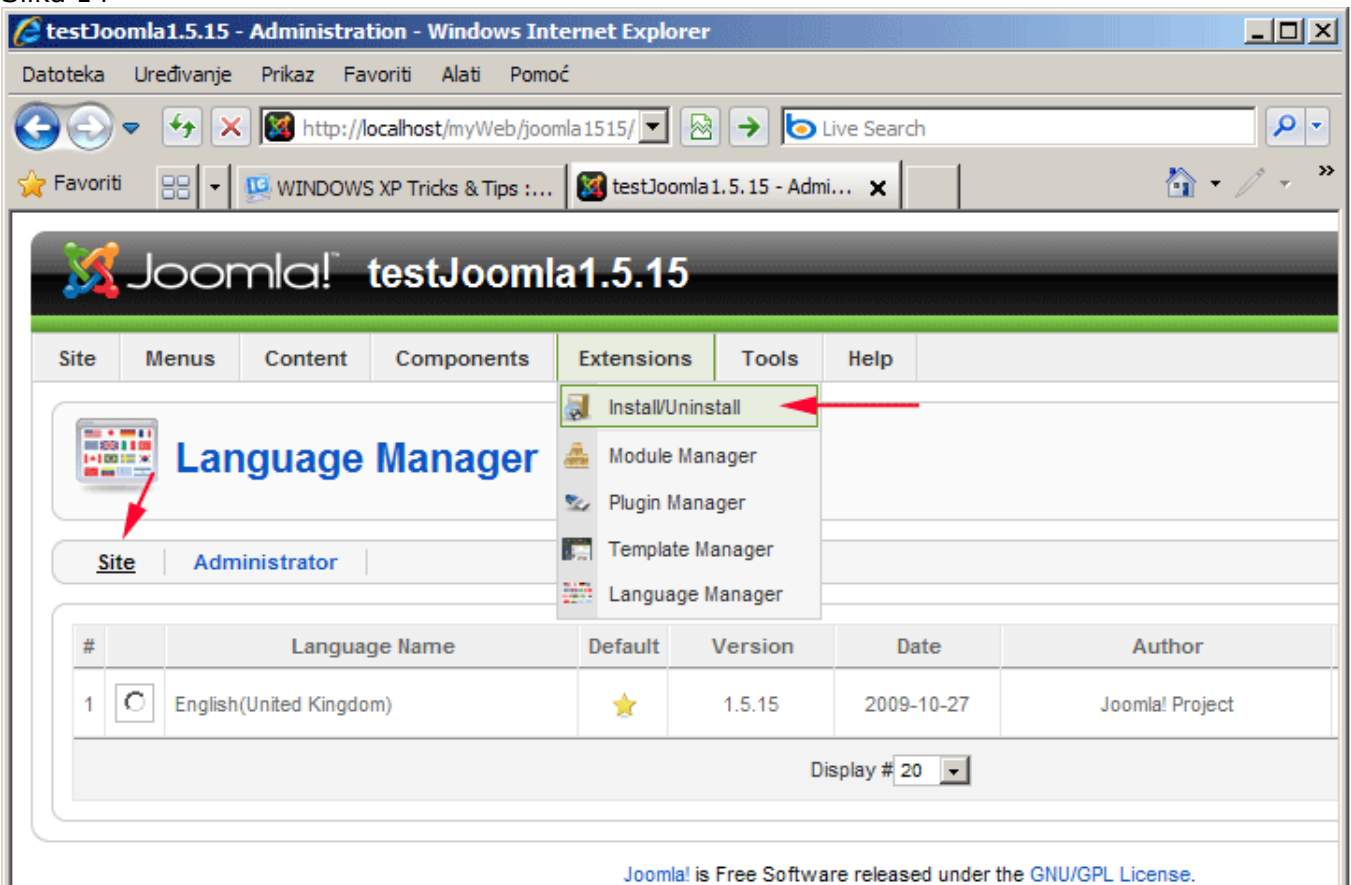 testJoomla1.5.15 - Administration - Windows Internet Explorer
Datoteka Uređivanje Prikaz Favoriti Alati Pomoć
http://localhost/myWeb/joomla1515/ Live Search
Favoriti WINDOWS XP Tricks & Tips :... testJoomla1.5.15 - Admi...
Joomla!™ testJoomla1.5.15
Site Menus Content Components Extensions Tools Help
Install/Uninstall
Language Manager
Module Manager
Plugin Manager
Template Manager
Language Manager
Site Administrator
# Language Name Default Version Date Author
1 English(United Kingdom) 1.5.15 2009-10-27 Joomla! Project
Display # 20
Joomla! is Free Software released under the GNU/GPL License.